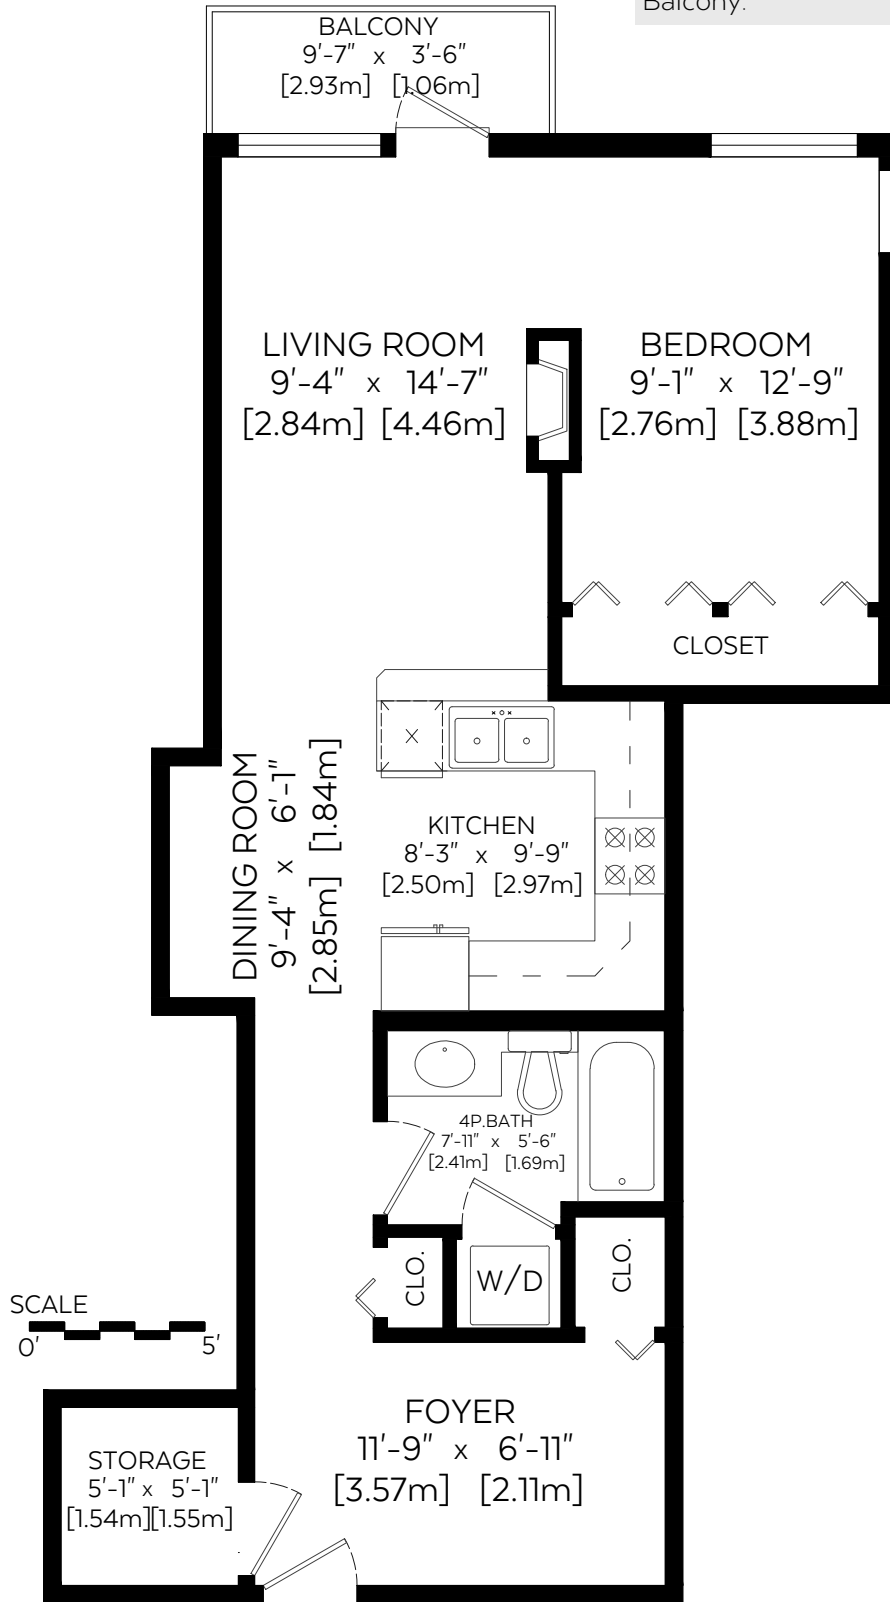 Balcony:
BALCONY
9'-7" x 3'-6"
[2.93m] [1.06m]
LIVING ROOM
9'-4" x 14'-7"
[2.84m] [4.46m]
BEDROOM
9'-1" x 12'-9"
[2.76m] [3.88m]
CLOSET
DINING ROOM
9'-4" x 6'-1"
[2.85m] [1.84m]
KITCHEN
8'-3" x 9'-9"
[2.50m] [2.97m]
4P.BATH
7'-11" x 5'-6"
[2.41m] [1.69m]
CLO.
W/D
CLO.
SCALE
0' 5'
FOYER
11'-9" x 6'-11"
[3.57m] [2.11m]
STORAGE
5'-1" x 5'-1"
[1.54m][1.55m]